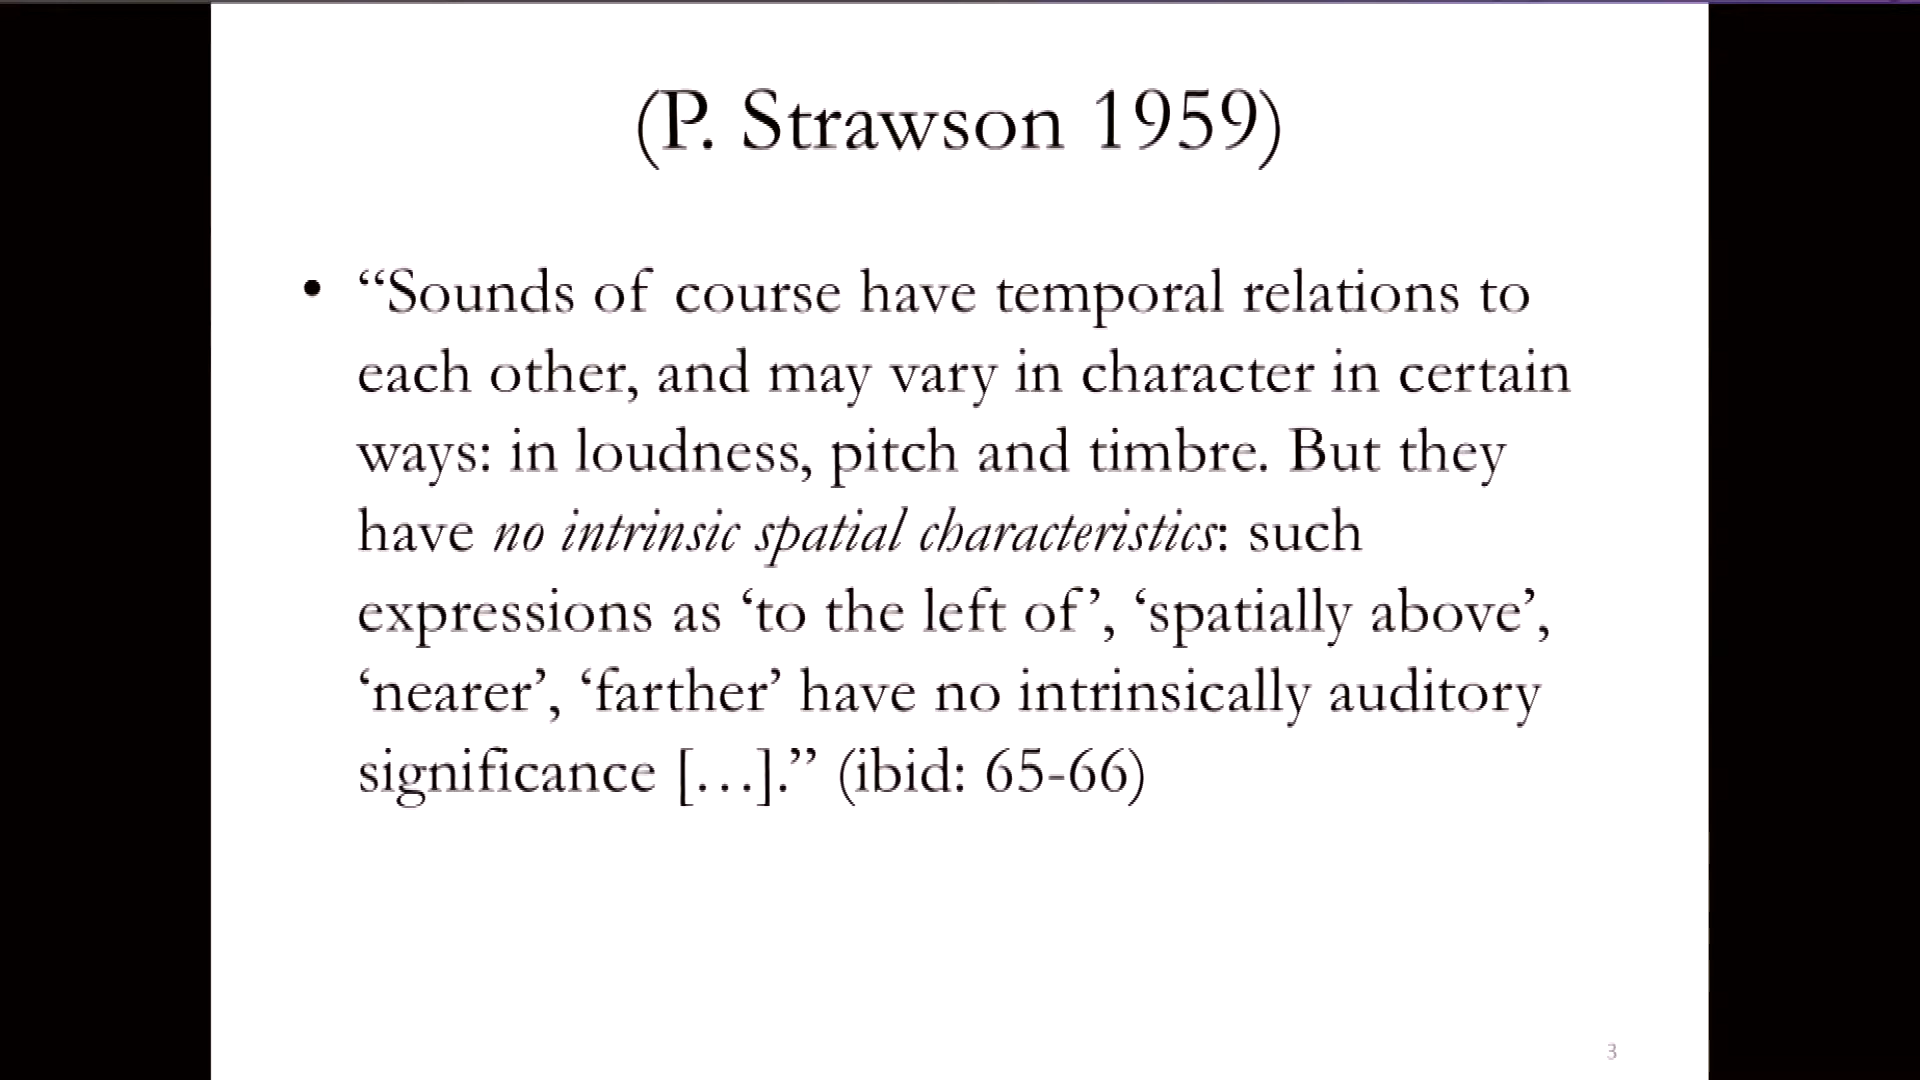 (P. Strawson 1959)
• “Sounds of course have temporal relations to
each other, and may vary in character in certain
ways: in loudness, pitch and timbre. But they
have no intrinsic spatial characteristics: such
expressions as ‘to the left of’, ‘spatially above’,
‘nearer’, ‘farther’ have no intrinsically auditory
significance […].” (ibid: 65-66)
3